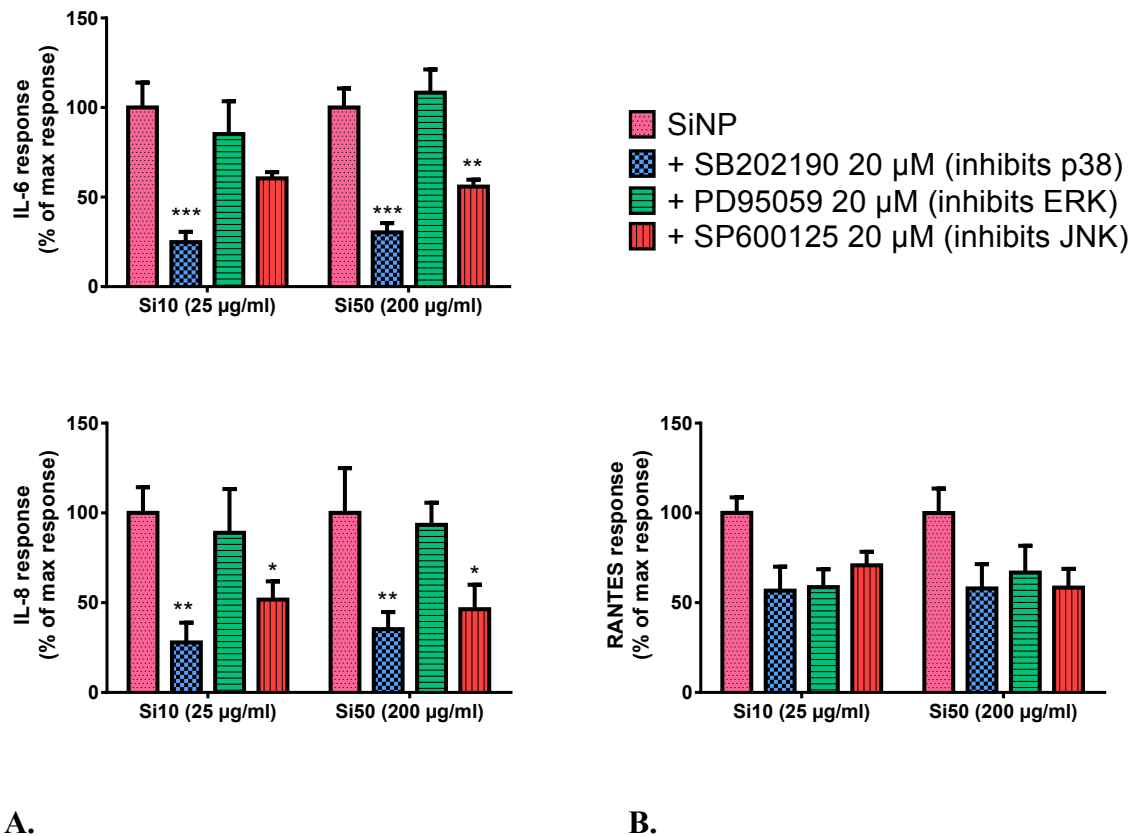 150
100
50
0
IL-6 response
(% of max response)
***
***
**
Si10 (25 µg/ml)
Si50 (200 µg/ml)
SiNP
+ SB202190 20 µM (inhibits p38)
+ PD95059 20 µM (inhibits ERK)
+ SP600125 20 µM (inhibits JNK)
150
100
50
0
IL-8 response
(% of max response)
**
*
**
*
Si10 (25 µg/ml)
Si50 (200 µg/ml)
150
100
50
0
RANTES response
(% of max response)
Si10 (25 µg/ml)
Si50 (200 µg/ml)
A.
B.